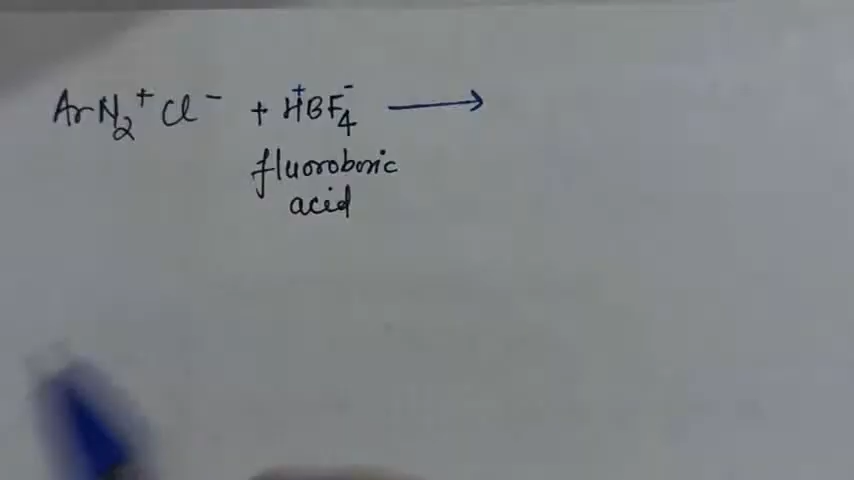 ArN₂⁺Cl⁻ + H⁺BF₄⁻ ⟶
fluoroboric
acid